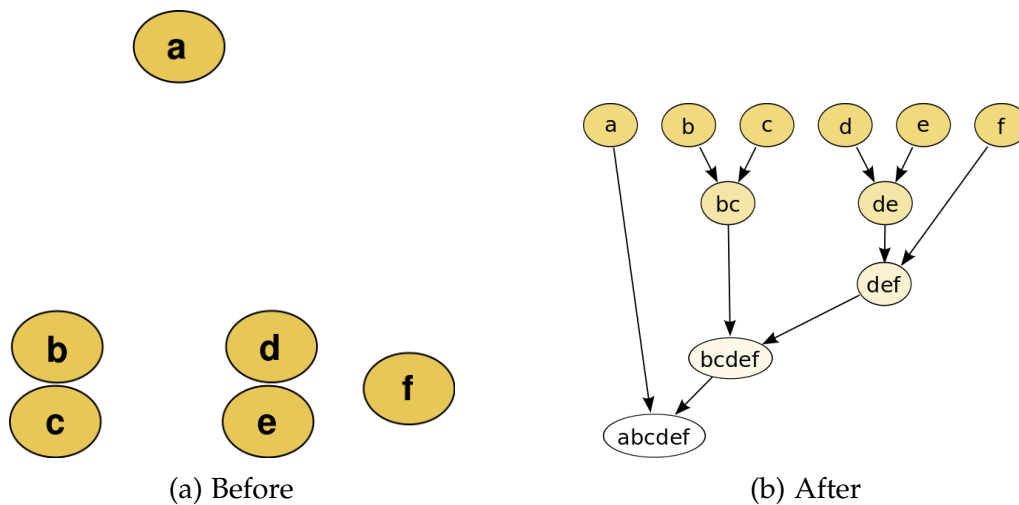 a
b
c
d
e
f
(a) Before
a b c d e f
bc de
def
bcdef
abcdef
(b) After